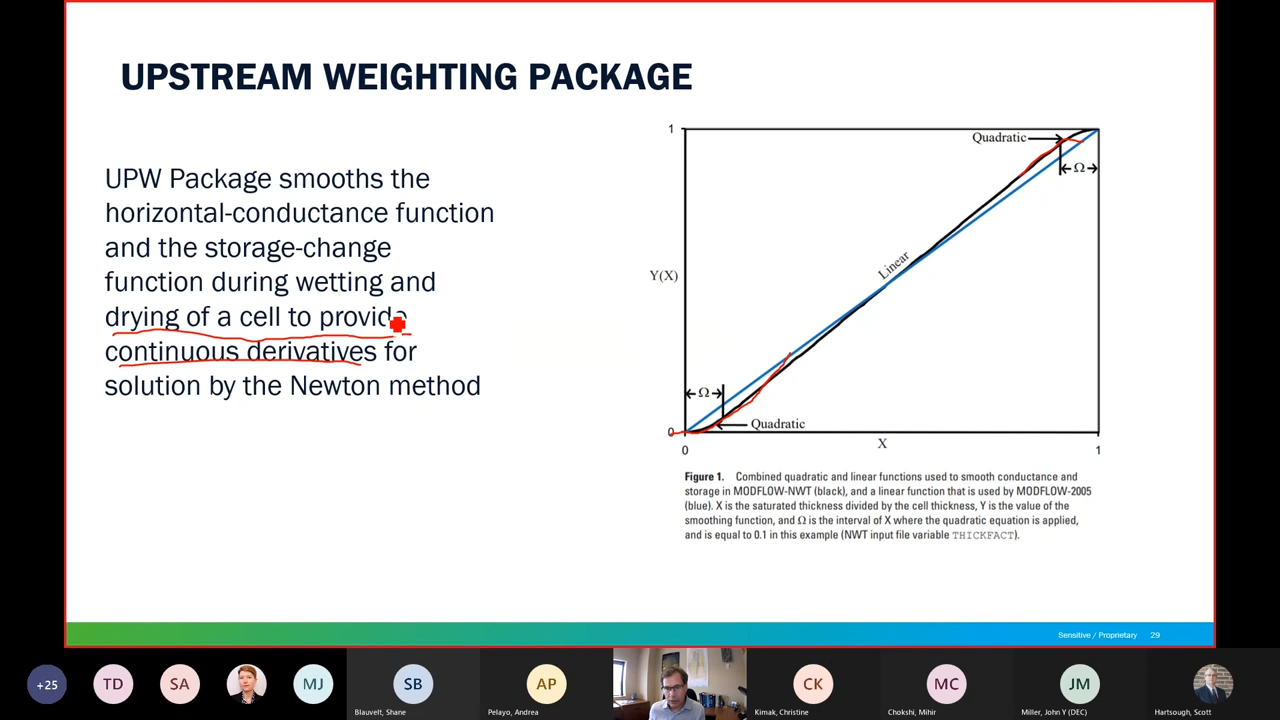 UPSTREAM WEIGHTING PACKAGE
UPW Package smooths the
horizontal-conductance function
and the storage-change
function during wetting and
drying of a cell to provide
continuous derivatives for
solution by the Newton method
1
Quadratic
Ω
Linear
Y(X)
Ω
Quadratic
0
0
X
1
Figure 1. Combined quadratic and linear functions used to smooth conductance and
storage in MODFLOW-NWT (black), and a linear function that is used by MODFLOW-2005
(blue). X is the saturated thickness divided by the cell thickness, Y is the value of the
smoothing function, and Ω is the interval of X where the quadratic equation is applied,
and is equal to 0.1 in this example (NWT input file variable THICKFACT).
Sensitive / Proprietary 29
+25
TD
SA
MJ
SB
AP
CK
MC
JM
Blauvelt, Shane
Pelayo, Andrea
Kimak, Christine
Chokshi, Mihir
Miller, John Y (DEC)
Hartsough, Scott